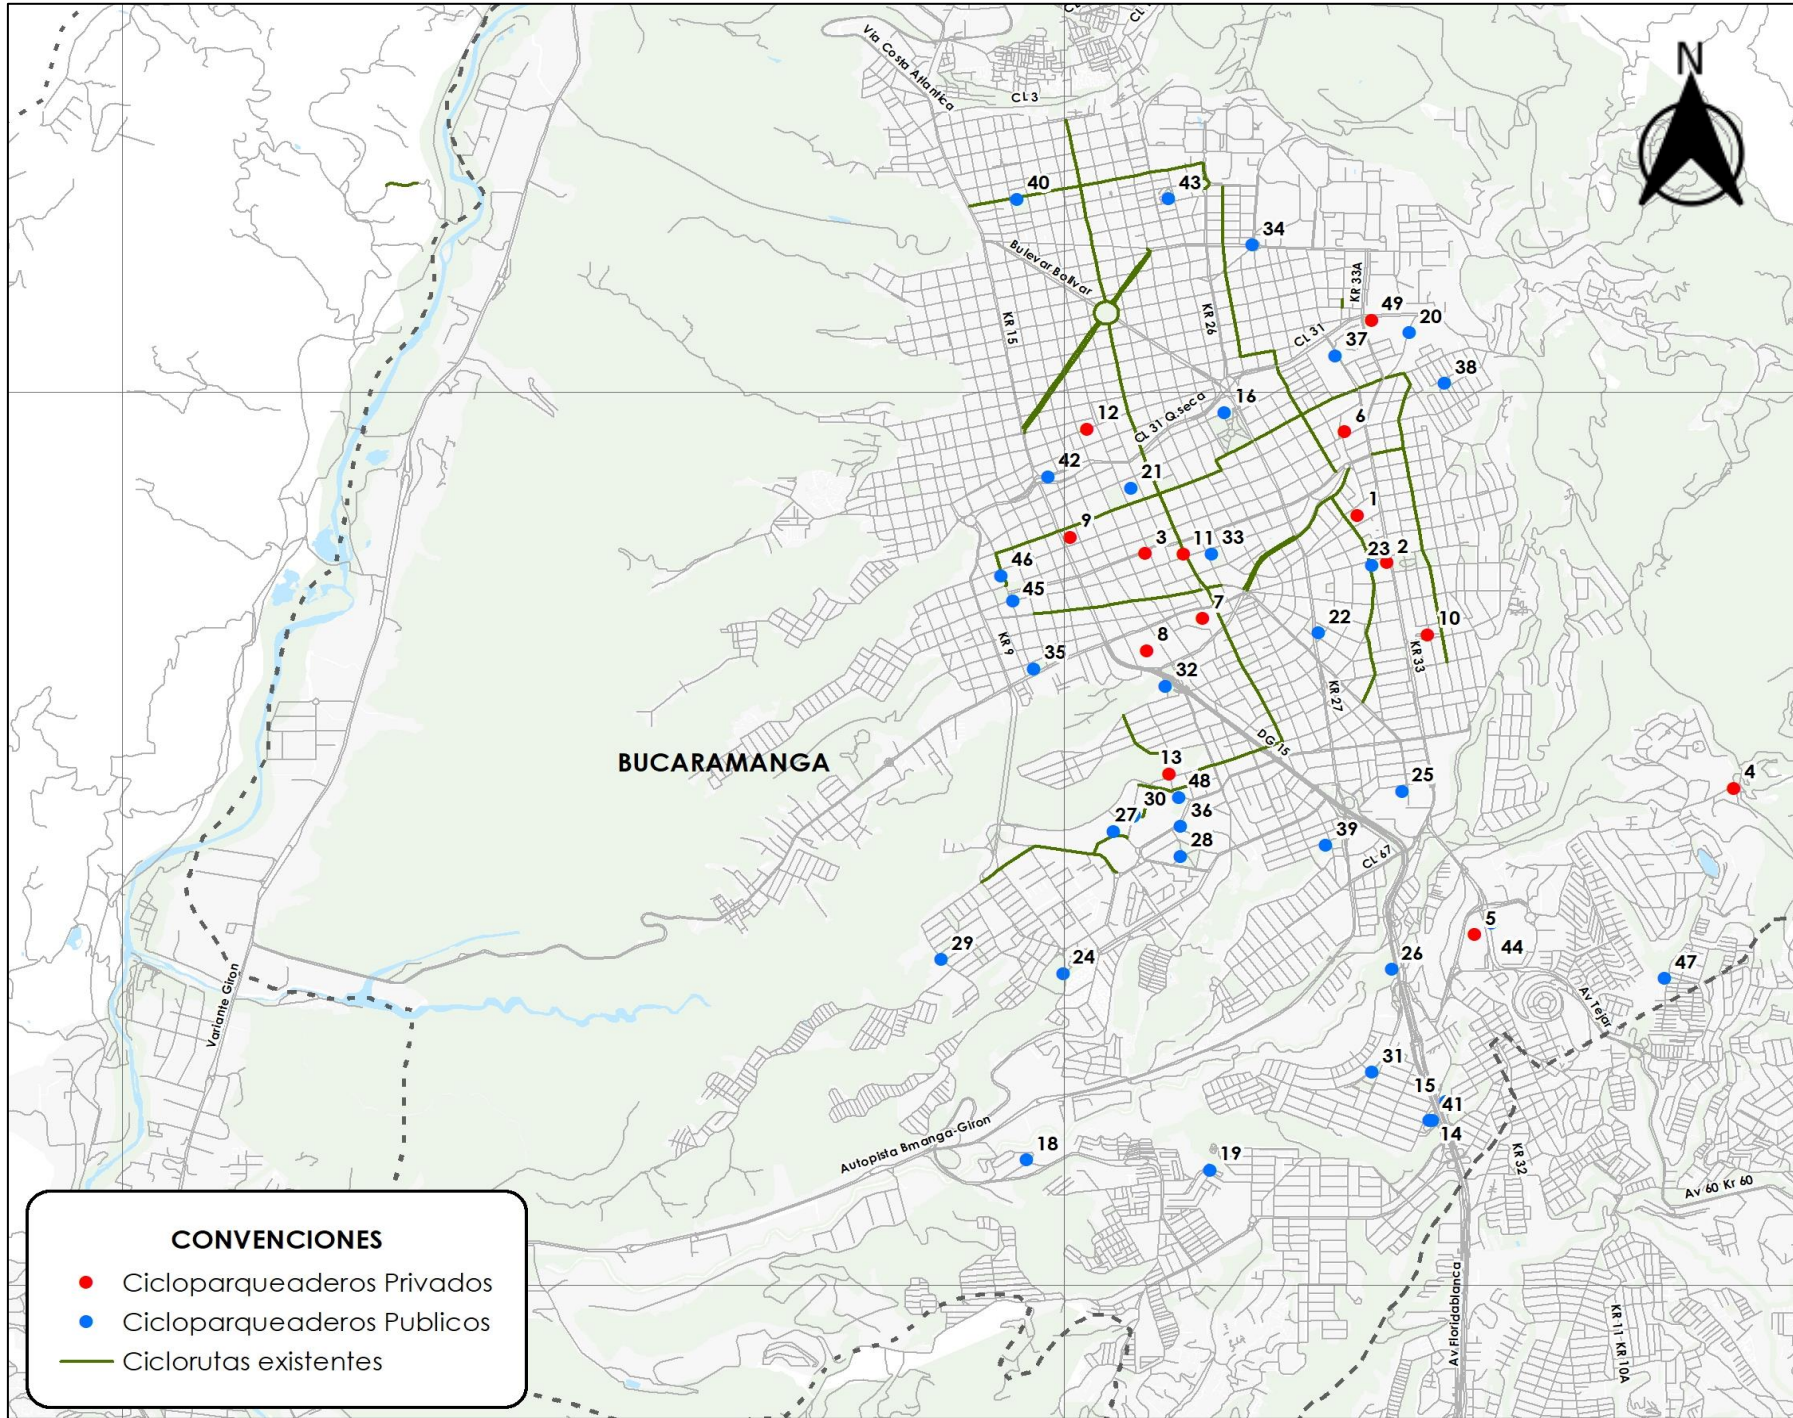 Via Costa Atlantica
CL 3
N
40
43
34
Bulevar Bolivar
KR 15
KR 26
KR 33A
49
20
CL 31
37
38
12
CL 31 Q.seca
16
6
42
21
1
9
3
11
33
23
2
46
45
7
22
10
8
KR 9
35
32
KR 33
KR 27
BUCARAMANGA
DG 15
13
48
25
4
30
27
36
28
39
CL 67
5
44
29
24
26
47
Variante Giron
Av Tejar
31
15
41
14
Autopista Bmanga-Giron
18
19
KR 32
Av 60 Kr 60
Av.Floridablanca
KR 11 KR 10A
CONVENCIONES
Cicloparqueaderos Privados
Cicloparqueaderos Publicos
Ciclorutas existentes